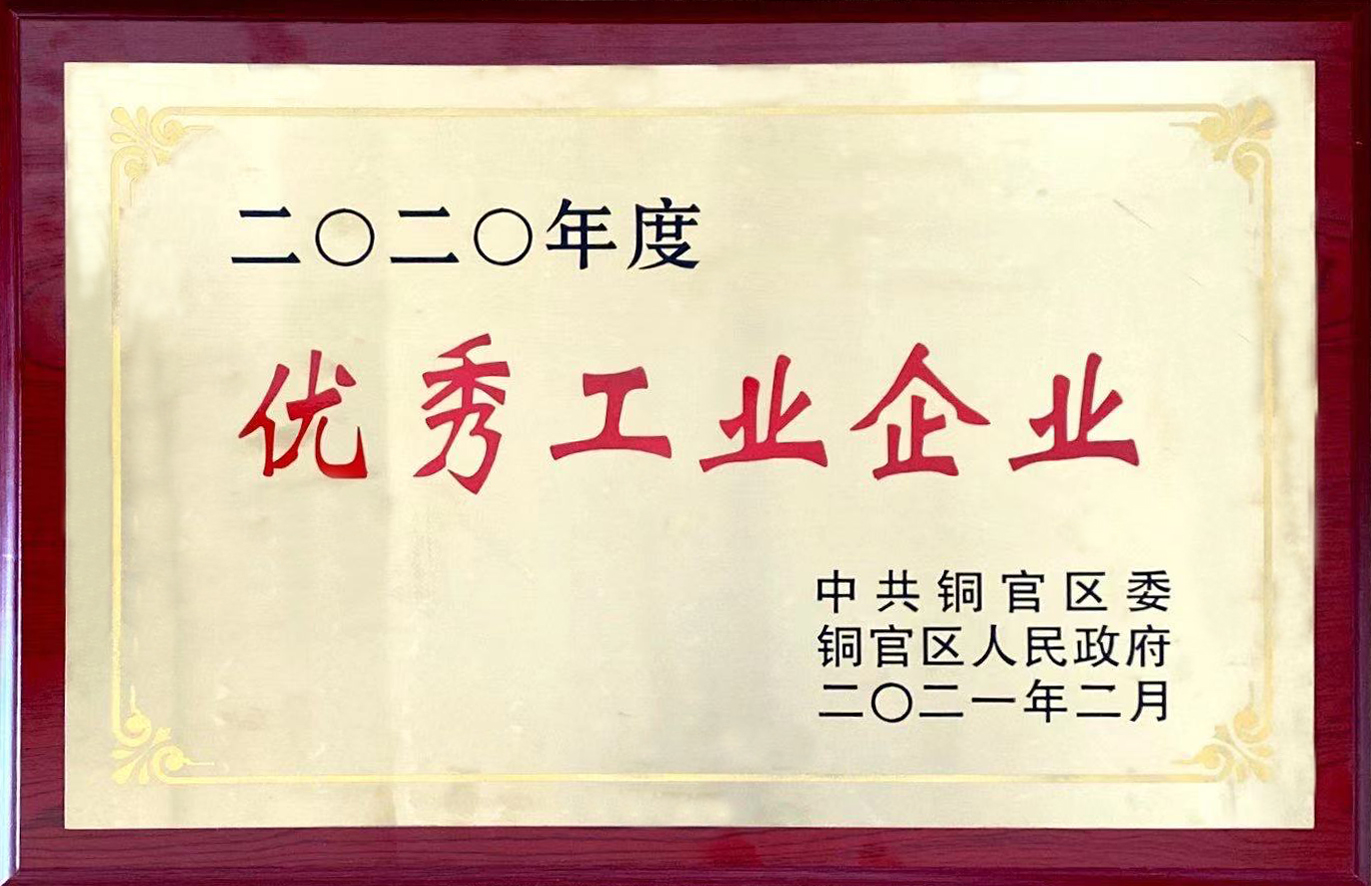 二〇二〇年度
优秀工业企业
中共铜官区委
铜官区人民政府
二〇二一年二月